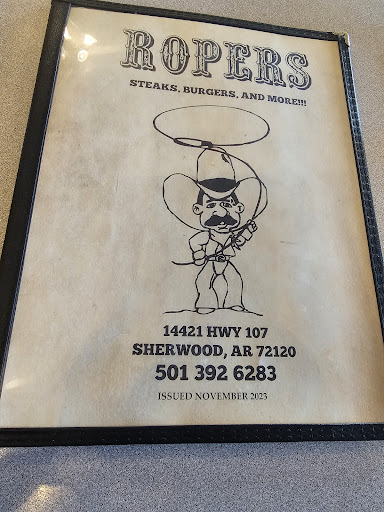 ROPERS
STEAKS, BURGERS, AND MORE!!!
14421 HWY 107
SHERWOOD, AR 72120
501 392 6283
ISSUED NOVEMBER 2023